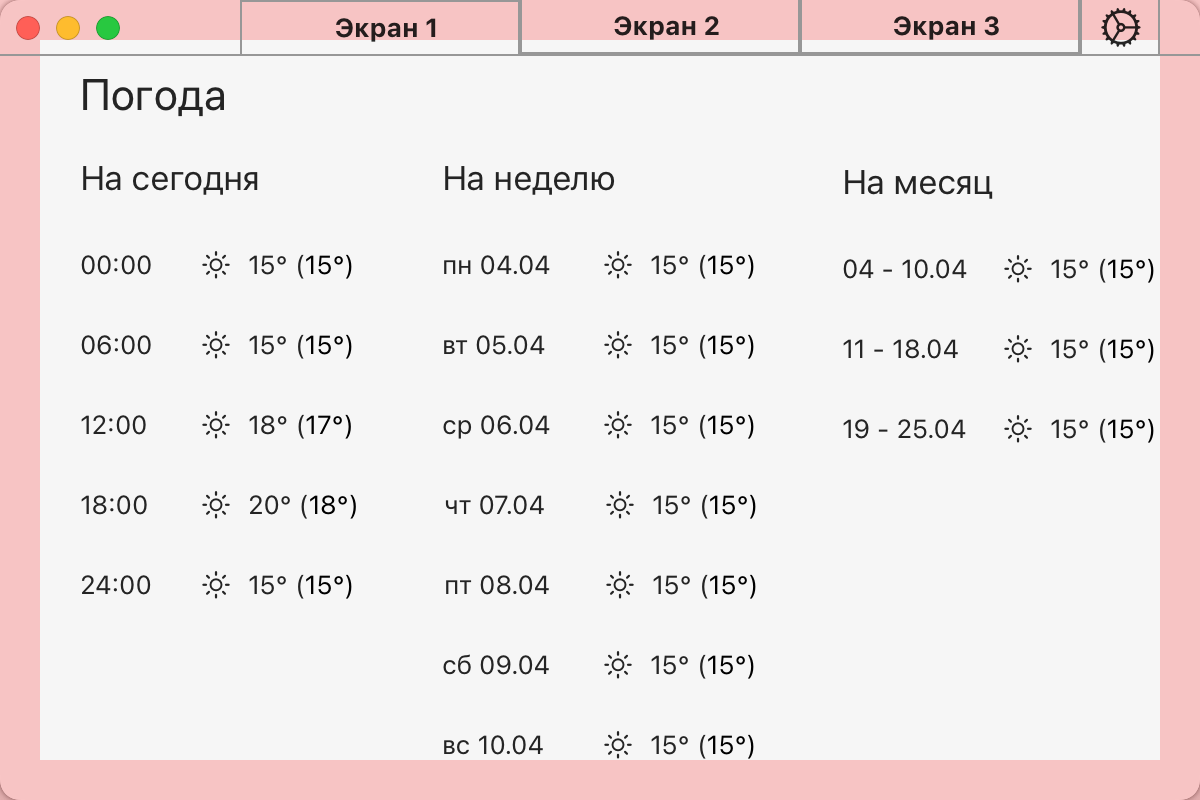 Экран 1
Экран 2
Экран 3
Погода
На сегодня
00:00 15° (15°)
06:00 15° (15°)
12:00 18° (17°)
18:00 20° (18°)
24:00 15° (15°)
На неделю
пн 04.04 15° (15°)
вт 05.04 15° (15°)
ср 06.04 15° (15°)
чт 07.04 15° (15°)
пт 08.04 15° (15°)
сб 09.04 15° (15°)
вс 10.04 15° (15°)
На месяц
04 - 10.04 15° (15°)
11 - 18.04 15° (15°)
19 - 25.04 15° (15°)